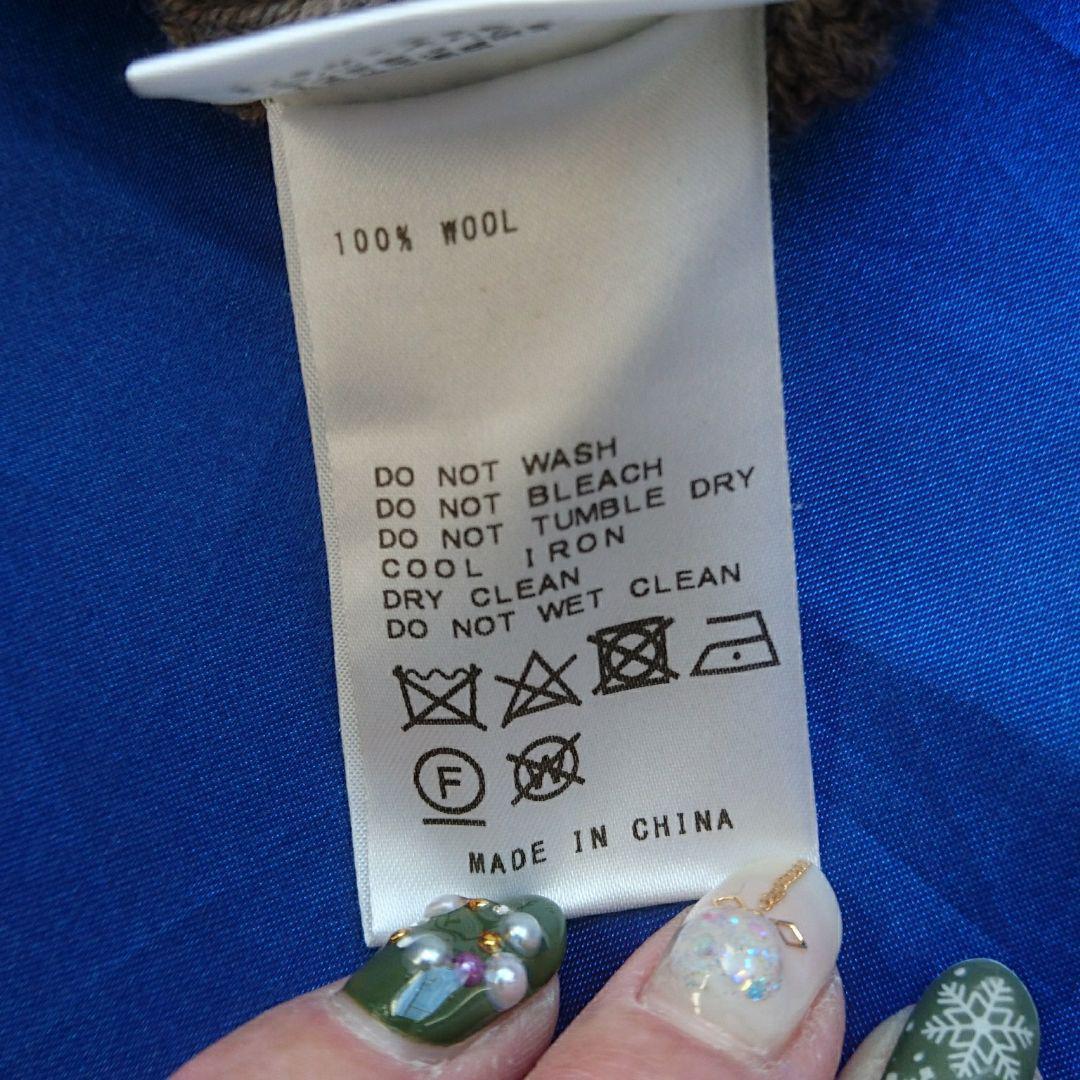 100% WOOL
DO NOT WASH
DO NOT BLEACH
DO NOT TUMBLE DRY
COOL IRON
DRY CLEAN
DO NOT WET CLEAN
F
W
MADE IN CHINA